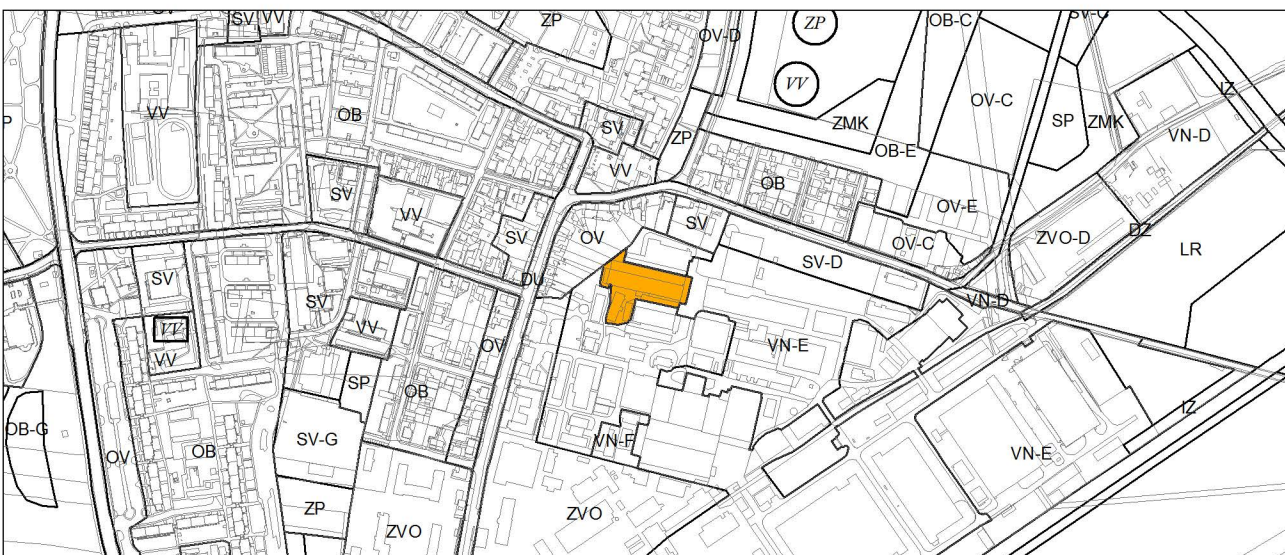 SV
SV
VV
ZP
OV-D
ZP
OB-C
SV-C
VV
OV-C
IZ
VV
OB
SV
ZMK
SP
ZMK
VN-D
P
ZP
OB-E
VV
OB
SV
VV
OV-E
SV
OV
SV
OV-C
ZVO-D
DZ
LR
SV
SV-D
DU
SV
VN-D
VV
VV
VV
OV
VN-E
SP
OB
IZ
OB-G
SV-G
VN-F
OV
OB
VN-E
ZP
ZVO
ZVO